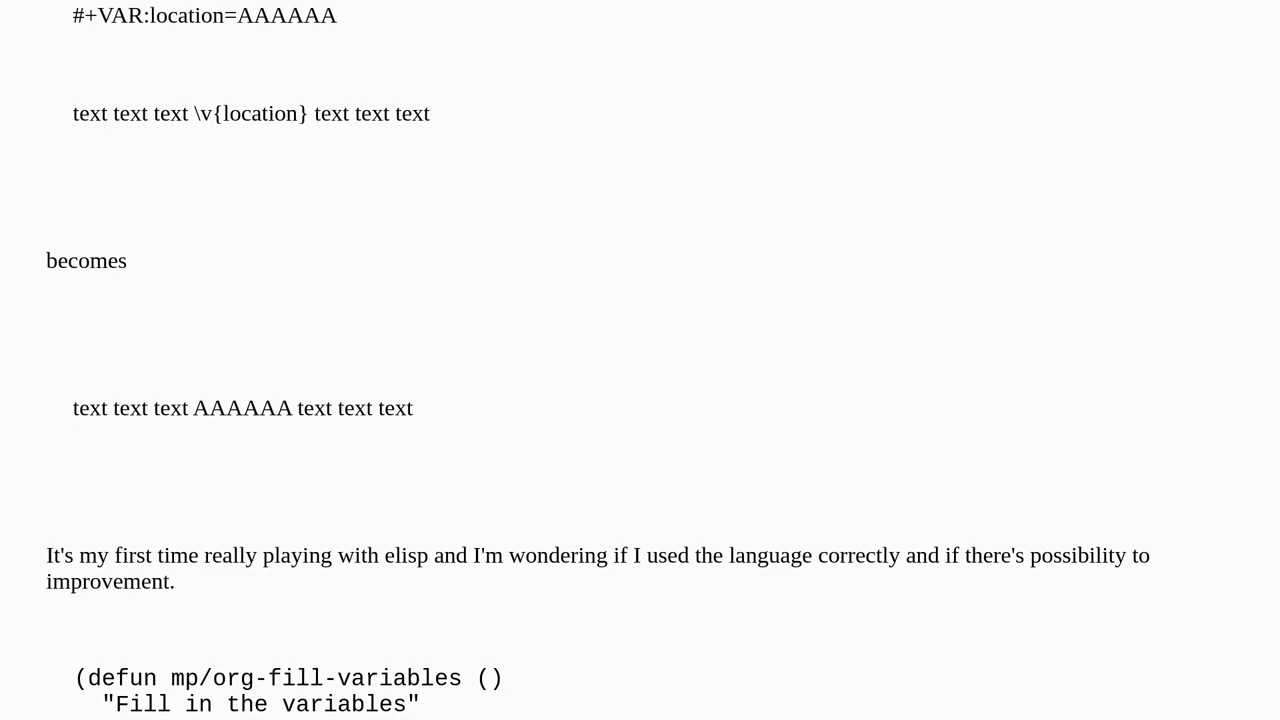 #+VAR:location=AAAAAA
text text text \v{location} text text text
becomes
text text text AAAAAA text text text
It's my first time really playing with elisp and I'm wondering if I used the language correctly and if there's possibility to
improvement.
(defun mp/org-fill-variables ()
  "Fill in the variables"